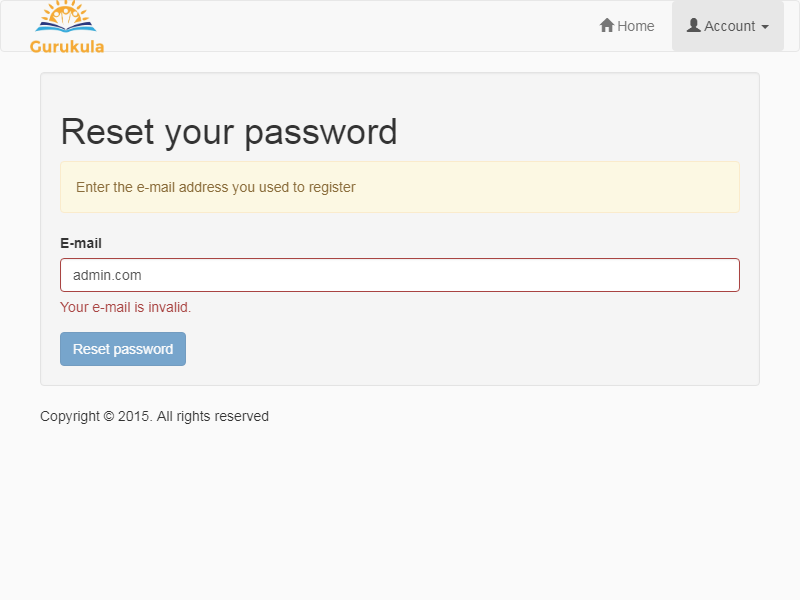 Gurukula
Home
Account
Reset your password
Enter the e-mail address you used to register
E-mail
admin.com
Your e-mail is invalid.
Reset password
Copyright © 2015. All rights reserved